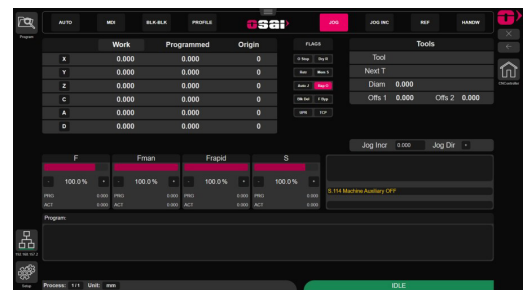 AUTO MDI BLK-BLK PROFILE osai JOG JOG INC REF HANDW
Program
Work Programmed Origin FLAGS Tools
X 0.000 0.000 0
Y 0.000 0.000 0
Z 0.000 0.000 0
C 0.000 0.000 0
A 0.000 0.000 0
D 0.000 0.000 0
Tool
Next T
Diam 0.000
Offs 1 0.000 Offs 2 0.000
UPR TCP
Jog Incr 0.000 Jog Dir +
F Fman Frapid S
- 100.0 % + - 100.0 % + - 100.0 % + - 100.0 % +
PRG 0.000 PRG 0.000 PRG 0.000 PRG 0.000
ACT 0.000 ACT 0.000 ACT 0.000 ACT 0.000
S.114 Machine Auxiliary OFF
Program:
Setup
Process: 1/1 Unit: mm IDLE